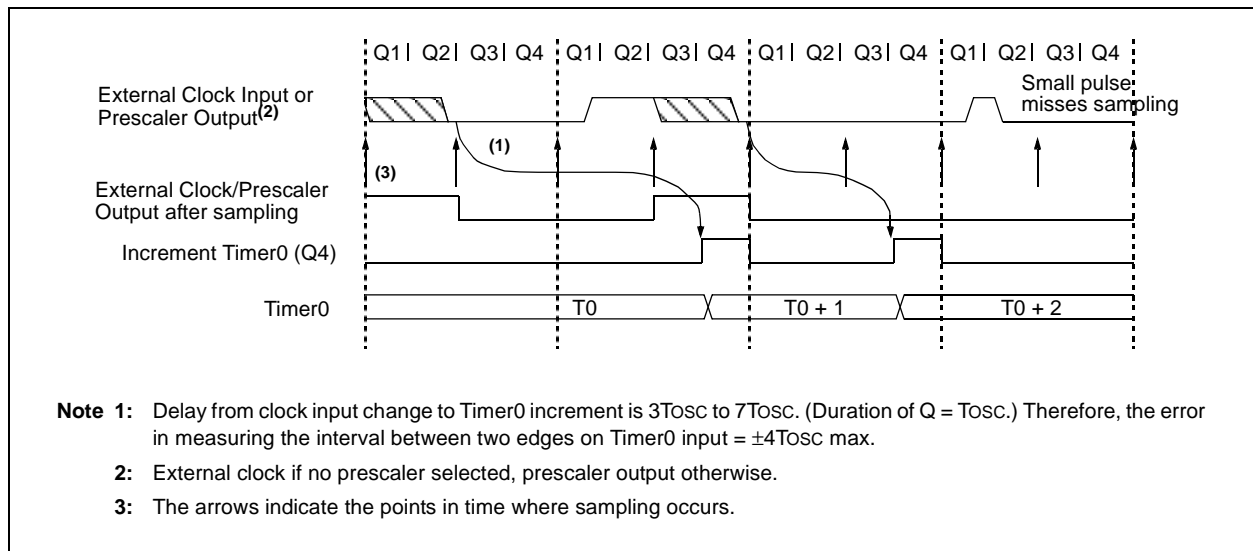 Q1 Q2 Q3 Q4 Q1 Q2 Q3 Q4 Q1 Q2 Q3 Q4 Q1 Q2 Q3 Q4
External Clock Input or
Prescaler Output(2)
Small pulse
misses sampling
(1)
(3)
External Clock/Prescaler
Output after sampling
Increment Timer0 (Q4)
Timer0
T0
T0 + 1
T0 + 2
Note 1: Delay from clock input change to Timer0 increment is 3TOSC to 7TOSC. (Duration of Q = TOSC.) Therefore, the error
in measuring the interval between two edges on Timer0 input = ±4TOSC max.
2: External clock if no prescaler selected, prescaler output otherwise.
3: The arrows indicate the points in time where sampling occurs.